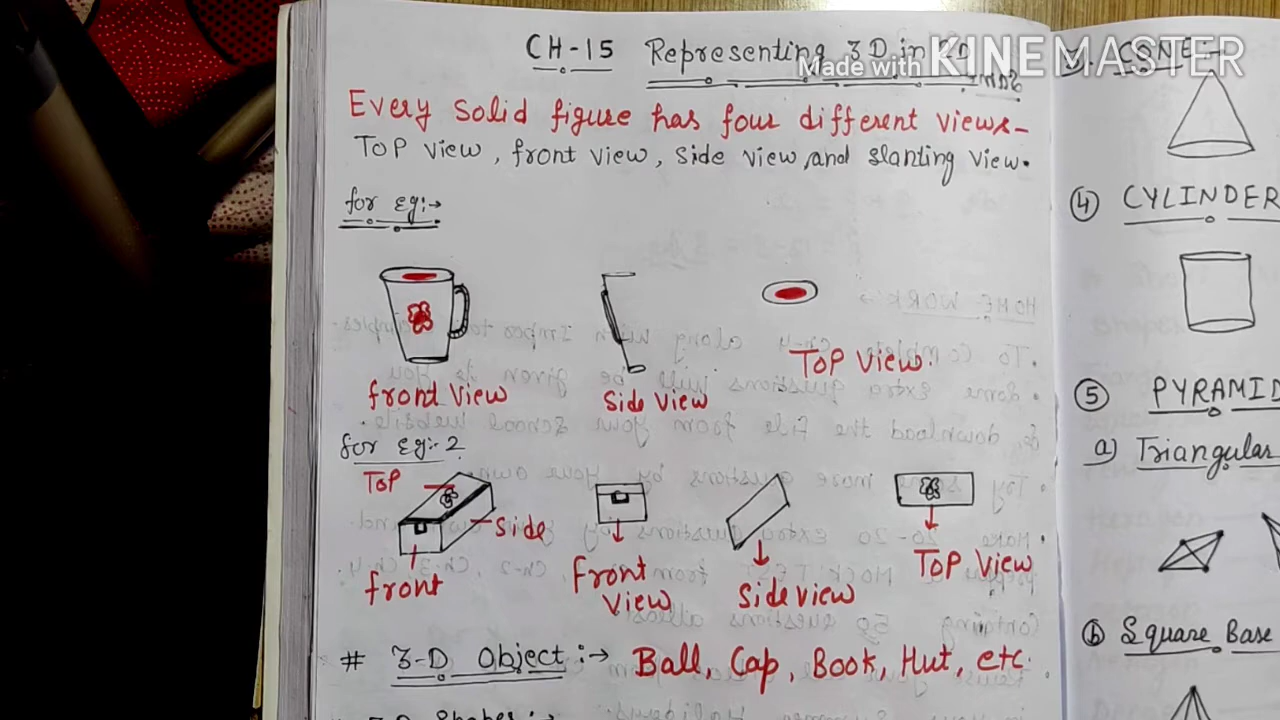 CH-15 Representing 3D in 2D
Made with KINEMASTER
Every solid figure has four different views-
Top view, front view, side view, and slanting view.
for eg:→
front view
Side view
Top view.
for eg:- 2
Top
Side
front
Front view
Side view
Top view
# 3-D Object :→ Ball, Cap, Book, Hut, etc.
3. CONE→
④ CYLINDER
⑤ PYRAMID
a) Triangular
ⓑ Square Base